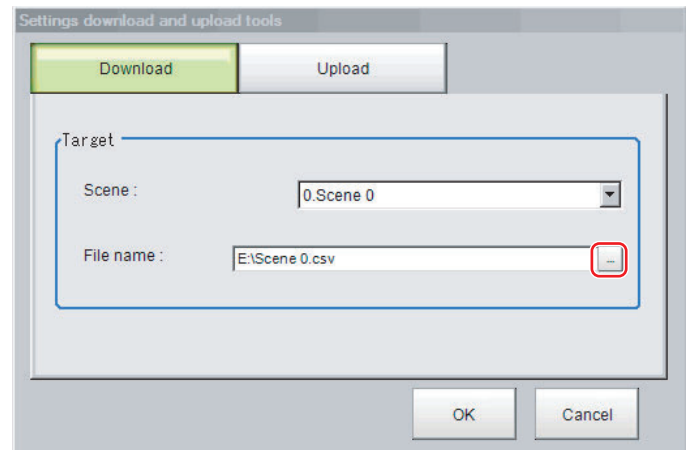 Settings download and upload tools
Download
Upload
Target
Scene :
0.Scene 0
File name :
E:\Scene 0.csv
...
OK
Cancel